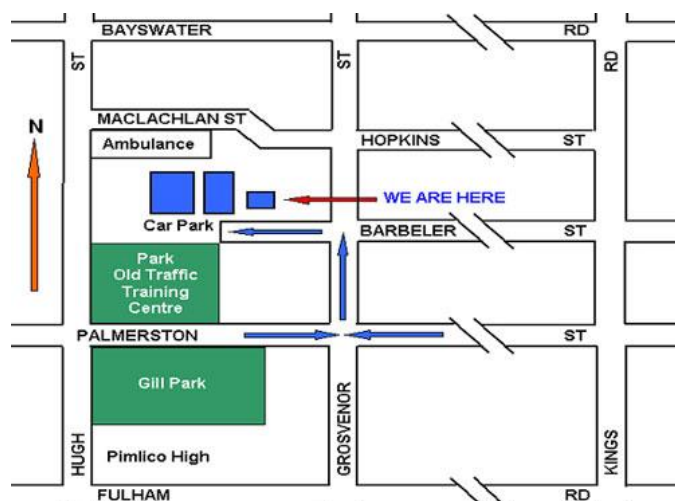 BAYSWATER RD
ST
ST
RD
MACLACHLAN ST
HOPKINS ST
N
Ambulance
WE ARE HERE
Car Park
BARBELER ST
Park
Old Traffic
Training
Centre
PALMERSTON ST
Gill Park
HUGH
GROSVENOR
KINGS
Pimlico High
FULHAM RD